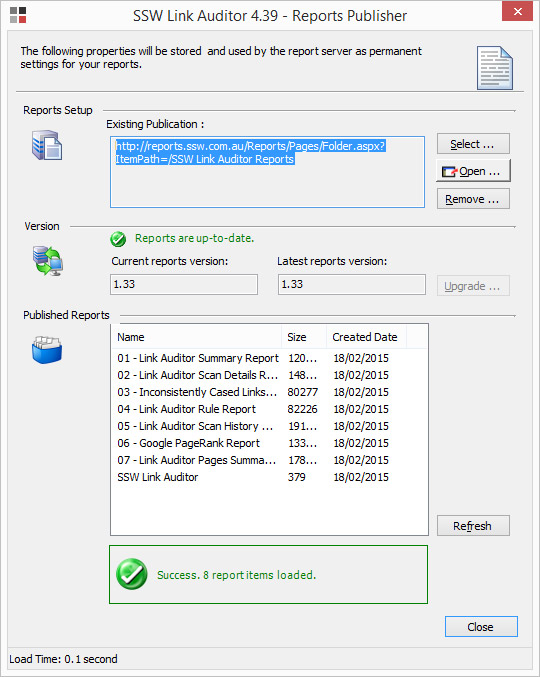 SSW Link Auditor 4.39 - Reports Publisher
The following properties will be stored and used by the report server as permanent
settings for your reports.
Reports Setup
Existing Publication :
http://reports.ssw.com.au/Reports/Pages/Folder.aspx?
ItemPath=/SSW Link Auditor Reports
Select ...
Open ...
Remove ...
Version
Reports are up-to-date.
Current reports version: Latest reports version:
1.33 1.33 Upgrade ...
Published Reports
Name Size Created Date
01 - Link Auditor Summary Report 120... 18/02/2015
02 - Link Auditor Scan Details R... 148... 18/02/2015
03 - Inconsistently Cased Links... 80277 18/02/2015
04 - Link Auditor Rule Report 82226 18/02/2015
05 - Link Auditor Scan History ... 191... 18/02/2015
06 - Google PageRank Report 133... 18/02/2015
07 - Link Auditor Pages Summa... 178... 18/02/2015
SSW Link Auditor 379 18/02/2015
Refresh
Success. 8 report items loaded.
Close
Load Time: 0.1 second